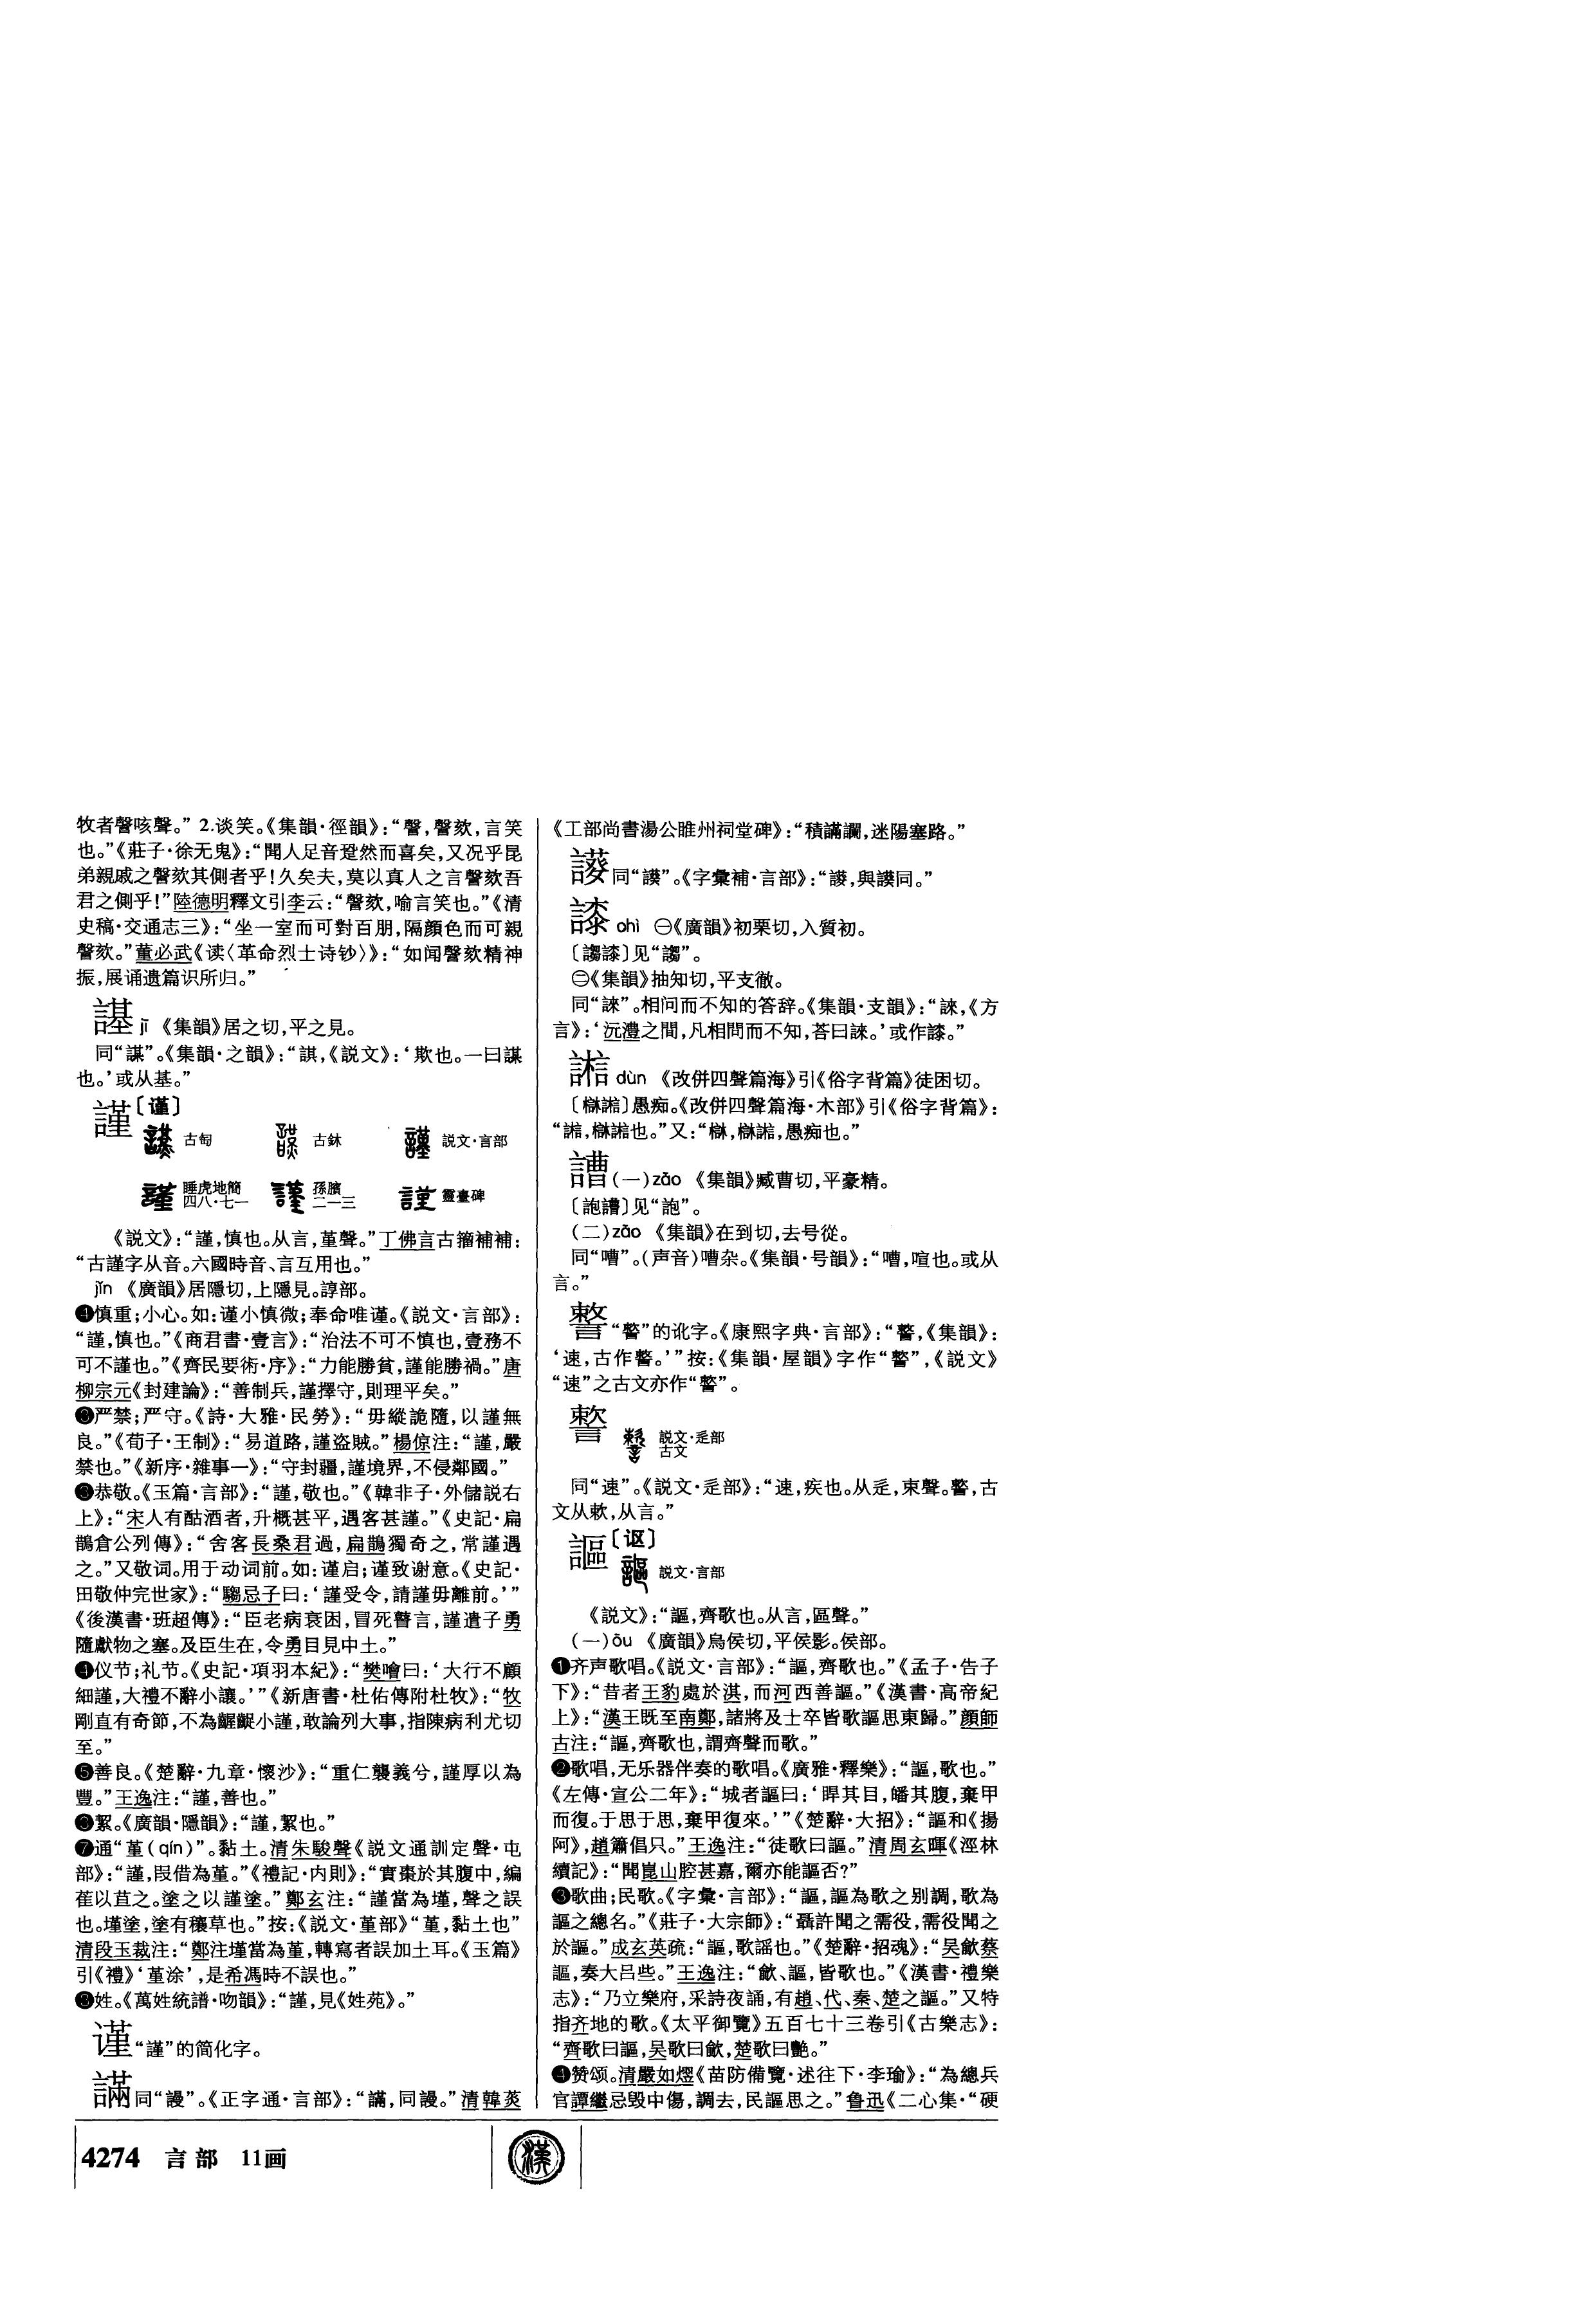 牧者謦咳聲。” 2.谈笑。《集韻·徑韻》：“謦，謦欬，言笑
也。”《莊子·徐无鬼》：“聞人足音跫然而喜矣，又況乎昆
弟親戚之謦欬其側者乎！久矣夫，莫以真人之言謦欬吾
君之側乎！”陸德明釋文引李云：“謦欬，喻言笑也。”《清
史稿·交通志三》：“坐一室而可對百朋，隔顔色而可親
謦欬。”董必武《读〈革命烈士诗钞〉》：“如闻謦欬精神
振，展诵遗篇识所归。”
諅 jī 《集韻》居之切，平之見。
同“諆”。《集韻·之韻》：“諆，《説文》：‘欺也。一曰謀
也。’或从基。”
謹〔谨〕
古匋 古鉨 説文·言部
睡虎地簡四八·七一 孫臏二一三 靈臺碑
《説文》：“謹，慎也。从言，堇聲。”丁佛言古籀補補：
“古謹字从音。六國時音、言互用也。”
jǐn 《廣韻》居隱切，上隱見。諄部。
❶慎重；小心。如：谨小慎微；奉命唯谨。《説文·言部》：
“謹，慎也。”《商君書·壹言》：“治法不可不慎也，壹務不
可不謹也。”《齊民要術·序》：“力能勝貧，謹能勝禍。”唐
柳宗元《封建論》：“善制兵，謹擇守，則理平矣。”
❷严禁；严守。《詩·大雅·民勞》：“毋縱詭隨，以謹無
良。”《荀子·王制》：“易道路，謹盗賊。”楊倞注：“謹，嚴
禁也。”《新序·雜事一》：“守封疆，謹境界，不侵鄰國。”
❸恭敬。《玉篇·言部》：“謹，敬也。”《韓非子·外儲説右
上》：“宋人有酤酒者，升概甚平，遇客甚謹。”《史記·扁
鵲倉公列傳》：“舍客長桑君過，扁鵲獨奇之，常謹遇
之。”又敬词。用于动词前。如：谨启；谨致谢意。《史記·
田敬仲完世家》：“騶忌子曰：‘謹受令，請謹毋離前。’”
《後漢書·班超傳》：“臣老病衰困，冒死瞽言，謹遣子勇
隨獻物之塞。及臣生在，令勇目見中土。”
❹仪节；礼节。《史記·項羽本紀》：“樊噲曰：‘大行不顧
細謹，大禮不辭小讓。’”《新唐書·杜佑傳附杜牧》：“牧
剛直有奇節，不為齷齪小謹，敢論列大事，指陳病利尤切
至。”
❺善良。《楚辭·九章·懷沙》：“重仁襲義兮，謹厚以為
豐。”王逸注：“謹，善也。”
❻絜。《廣韻·隱韻》：“謹，絜也。”
❼通“堇（qín）”。黏土。清朱駿聲《説文通訓定聲·屯
部》：“謹，叚借為堇。”《禮記·内則》：“實棗於其腹中，編
萑以苴之。塗之以謹塗。”鄭玄注：“謹當為墐，聲之誤
也。墐塗，塗有穰草也。”按：《説文·堇部》“堇，黏土也”
清段玉裁注：“鄭注墐當為堇，轉寫者誤加土耳。《玉篇》
引《禮》‘堇涂’，是希馮時不誤也。”
❽姓。《萬姓統譜·吻韻》：“謹，見《姓苑》。”
谨 “謹”的简化字。
䜕 同“謾”。《正字通·言部》：“䜕，同謾。”清韓菼
《工部尚書湯公睢州祠堂碑》：“積䜕讕，迷陽塞路。”
同“謨”。《字彙補·言部》：“，與謨同。”
chì ㊀《廣韻》初栗切，入質初。
〔謅〕见“謅”。
㊁《集韻》抽知切，平支徹。
同“誺”。相问而不知的答辞。《集韻·支韻》：“誺，《方
言》：‘沅澧之間，凡相問而不知，荅曰誺。’或作。”
dùn 《改併四聲篇海》引《俗字背篇》徒困切。
愚痴。《改併四聲篇海·木部》引《俗字背篇》：
也。”又：愚痴也。”
謮（一）zāo 《集韻》臧曹切，平豪精。
见
（二）zào 《集韻》在到切，去号從。
同“嘈”。（声音）嘈杂。《集韻·号韻》：“嘈，喧也。或从
言。”
的讹字。《康熙字典·言部》：《集韻》：
‘速，古作。’”按：《集韻·屋韻》字作《説文》
“速”之古文亦作
説文·辵部古文
同“速”。《説文·辵部》：“速，疾也。从辵，束聲。古
文从欶，从言。”
謳〔讴〕
説文·言部
《説文》：“謳，齊歌也。从言，區聲。”
（一）ōu 《廣韻》烏侯切，平侯影。侯部。
❶齐声歌唱。《説文·言部》：“謳，齊歌也。”《孟子·告子
下》：“昔者王豹處於淇，而河西善謳。”《漢書·高帝紀
上》：“漢王既至南鄭，諸將及士卒皆歌謳思東歸。”顔師
古注：“謳，齊歌也，謂齊聲而歌。”
❷歌唱，无乐器伴奏的歌唱。《廣雅·釋樂》：“謳，歌也。”
《左傳·宣公二年》：“城者謳曰：‘睅其目，皤其腹，棄甲
而復。于思于思，棄甲復來。’”《楚辭·大招》：“謳和《揚
阿》，趙簫倡只。”王逸注：“徒歌曰謳。”清周玄暐《涇林
續記》：“聞崑山腔甚嘉，爾亦能謳否？”
❸歌曲；民歌。《字彙·言部》：“謳，謳為歌之别調，歌為
謳之總名。”《莊子·大宗師》：“聶許聞之需役，需役聞之
於謳。”成玄英疏：“謳，歌謡也。”《楚辭·招魂》：“吴歈蔡
謳，奏大吕些。”王逸注：“歈、謳，皆歌也。”《漢書·禮樂
志》：“乃立樂府，采詩夜誦，有趙、代、秦、楚之謳。”又特
指齐地的歌。《太平御覽》五百七十三卷引《古樂志》：
“齊歌曰謳，吴歌曰歈，楚歌曰艷。”
❹赞颂。清嚴如熤《苗防備覽·述往下·李瑜》：“為總兵
官譚繼忌毁中傷，調去，民謳思之。”鲁迅《二心集·“硬
4274 言部 11画
漢